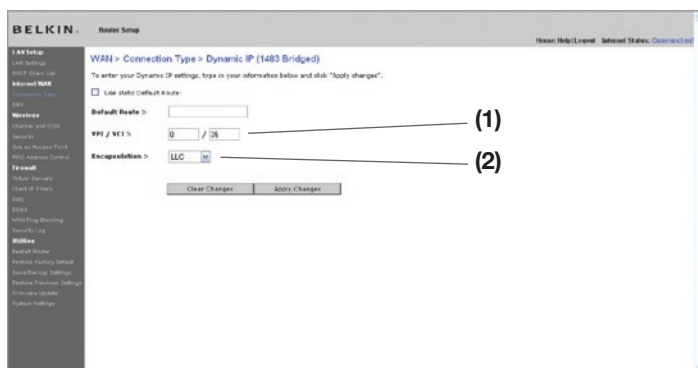 BELKIN.
Router Setup
Home| Help| Logout Internet Status: Connected
LAN Setup
LAN Settings
DHCP Client List
Internet WAN
Connection Type
DNS
Wireless
Channel and SSID
Security
Use as Access Point
MAC Address Control
Firewall
Virtual Servers
Client IP Filters
DMZ
DDNS
WAN Ping Blocking
Security Log
Utilities
Restart Router
Restore Factory Default
Save/Backup Settings
Restore Previous Settings
Firmware Update
System Settings
WAN > Connection Type > Dynamic IP (1483 Bridged)
To enter your Dynamic IP settings, type in your information below and click "Apply changes".
Use static Default Route:
Default Route >
VPI / VCI > 0 / 35
(1)
Encapsulation > LLC
(2)
Clear Changes Apply Changes